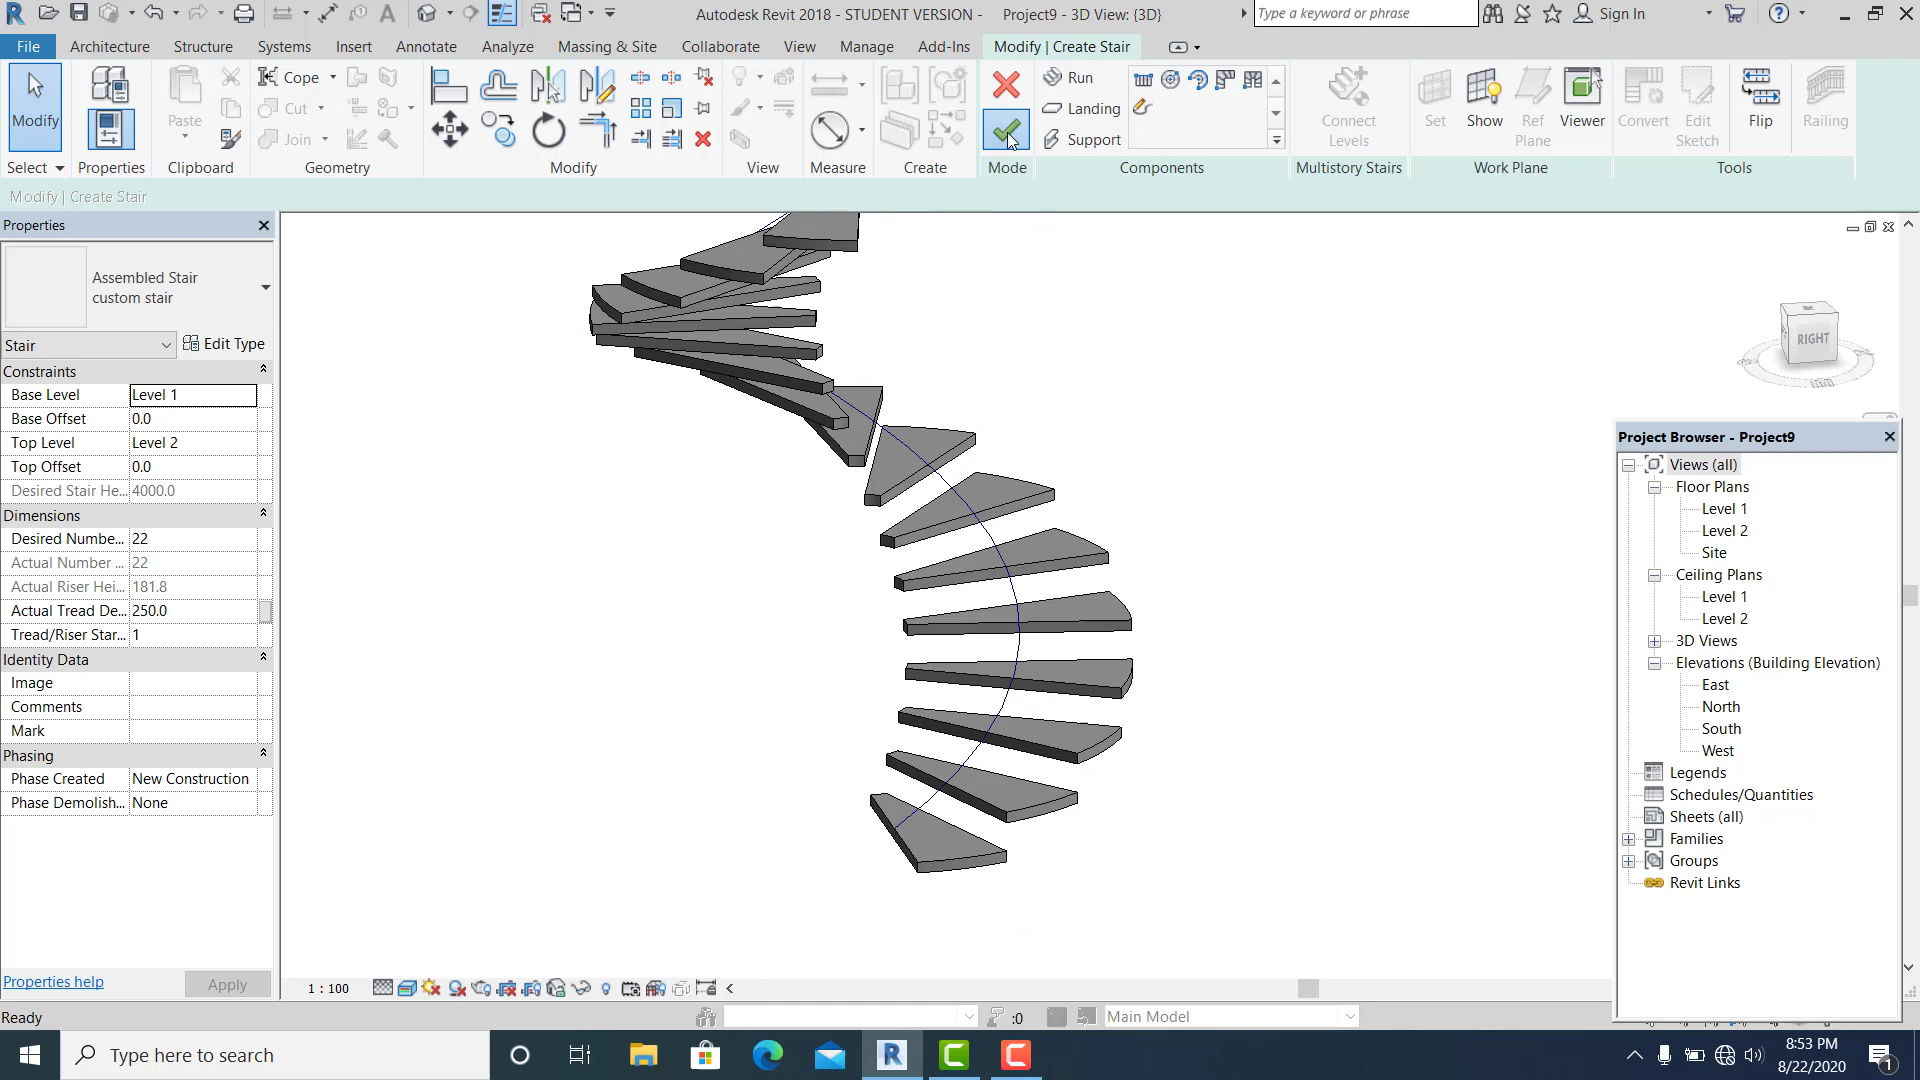 Autodesk Revit 2018 - STUDENT VERSION - Project9 - 3D View: {3D}
Type a keyword or phrase
Sign In
File Architecture Structure Systems Insert Annotate Analyze Massing & Site Collaborate View Manage Add-Ins Modify | Create Stair
Modify
Paste
Cope
Cut
Join
Run
Landing
Support
Connect
Levels
Set
Show
Ref
Plane
Viewer
Convert
Edit
Sketch
Flip
Railing
Select Properties Clipboard Geometry Modify View Measure Create Mode Components Multistory Stairs Work Plane Tools
Modify | Create Stair
Properties
Assembled Stair
custom stair
Stair
Edit Type
Constraints
Base Level Level 1
Base Offset 0.0
Top Level Level 2
Top Offset 0.0
Desired Stair He... 4000.0
Dimensions
Desired Numbe... 22
Actual Number ... 22
Actual Riser Hei... 181.8
Actual Tread De... 250.0
Tread/Riser Star... 1
Identity Data
Image
Comments
Mark
Phasing
Phase Created New Construction
Phase Demolish... None
Properties help
Apply
RIGHT
Project Browser - Project9
Views (all)
Floor Plans
Level 1
Level 2
Site
Ceiling Plans
Level 1
Level 2
3D Views
Elevations (Building Elevation)
East
North
South
West
Legends
Schedules/Quantities
Sheets (all)
Families
Groups
Revit Links
1 : 100
Ready
:0
Main Model
Type here to search
8:53 PM
8/22/2020
1